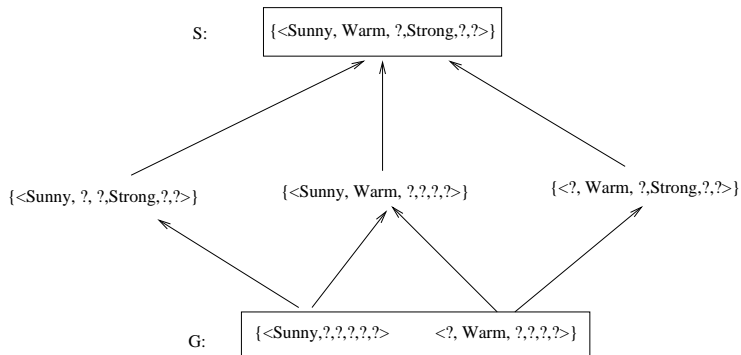 S: {<Sunny, Warm, ?,Strong,?,?>}
{<Sunny, ?, ?,Strong,?,?>} {<Sunny, Warm, ?,?,?,?>} {<?, Warm, ?,Strong,?,?>}
G: {<Sunny,?,?,?,?,?> <?, Warm, ?,?,?,?>}